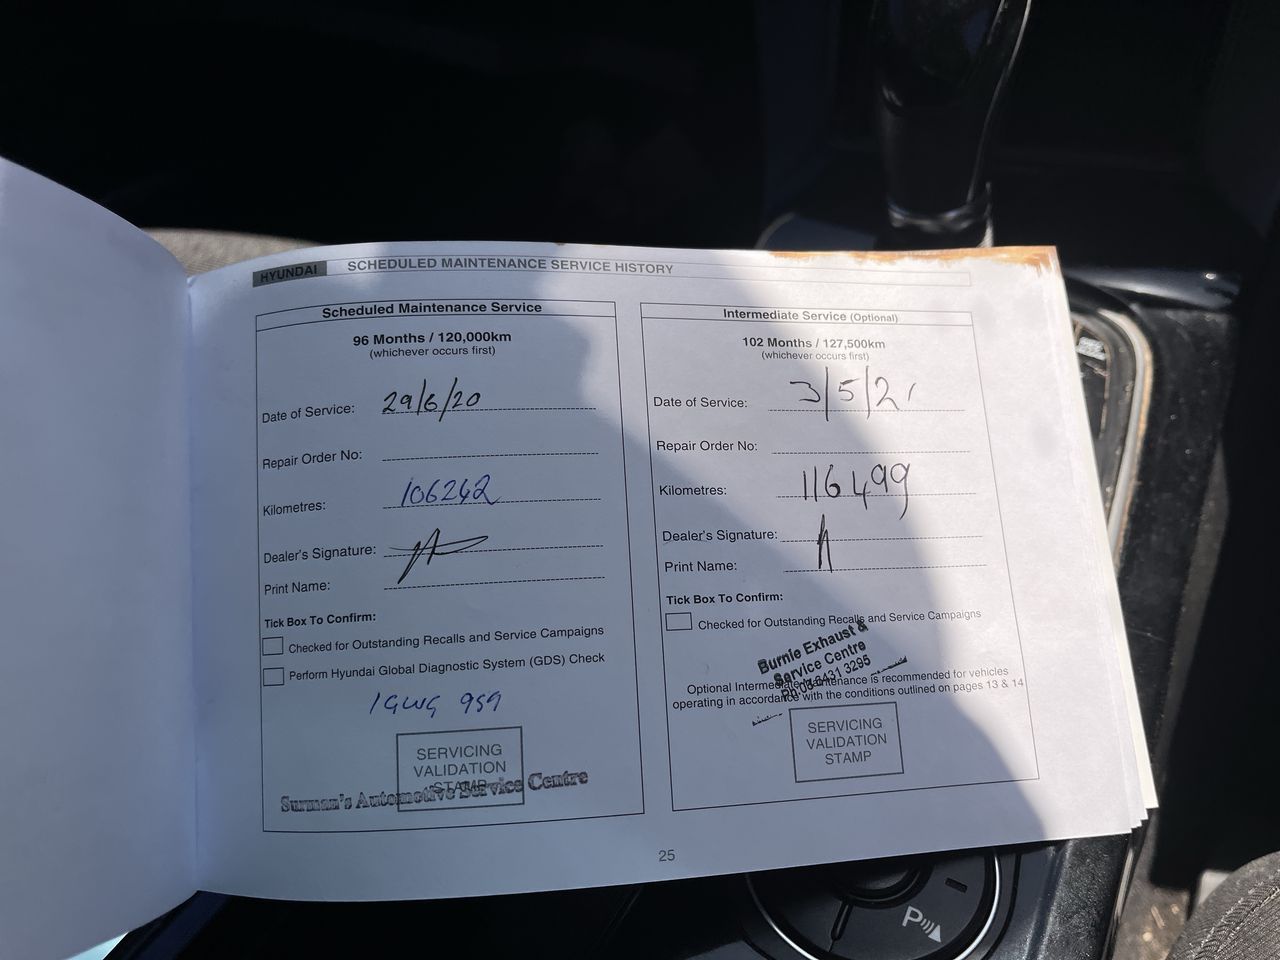 HYUNDAI SCHEDULED MAINTENANCE SERVICE HISTORY
Scheduled Maintenance Service
96 Months / 120,000km
(whichever occurs first)
Date of Service: 29/6/20
Repair Order No:
Kilometres: 106242
Dealer's Signature:
Print Name:
Tick Box To Confirm:
Checked for Outstanding Recalls and Service Campaigns
Perform Hyundai Global Diagnostic System (GDS) Check
1GWG 959
SERVICING
VALIDATION
STAMP
Surman's Automotive Service Centre
Intermediate Service (Optional)
102 Months / 127,500km
(whichever occurs first)
Date of Service: 3/5/21
Repair Order No:
Kilometres: 116499
Dealer's Signature:
Print Name:
Tick Box To Confirm:
Checked for Outstanding Recalls and Service Campaigns
Burnie Exhaust &
Service Centre
Ph 03 6431 3295
Optional Intermediate Maintenance is recommended for vehicles
operating in accordance with the conditions outlined on pages 13 & 14
SERVICING
VALIDATION
STAMP
25
P